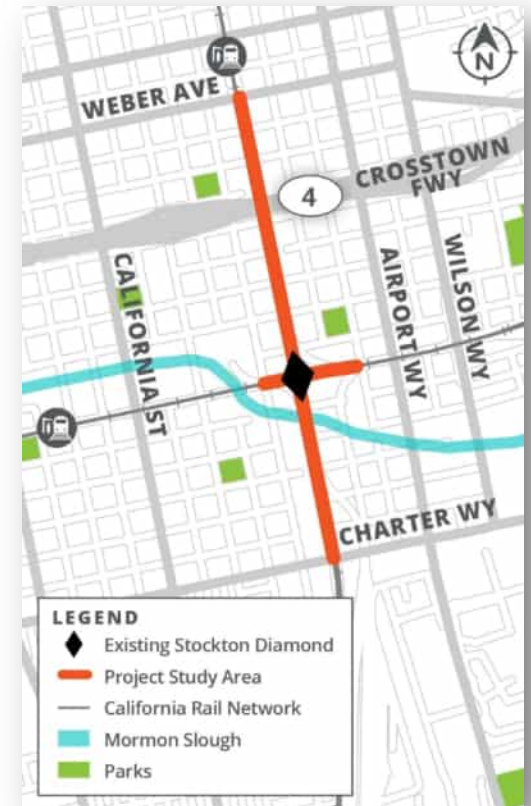 N
WEBER AVE
CROSSTOWN
FWY
4
CALIFORNIA ST
AIRPORT WY
WILSON WY
CHARTER WY
LEGEND
Existing Stockton Diamond
Project Study Area
California Rail Network
Mormon Slough
Parks